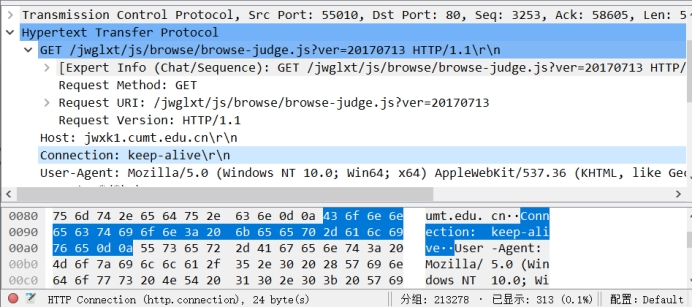 Transmission Control Protocol, Src Port: 55010, Dst Port: 80, Seq: 3253, Ack: 58605, Len: 5
Hypertext Transfer Protocol
GET /jwglxt/js/browse/browse-judge.js?ver=20170713 HTTP/1.1\r\n
[Expert Info (Chat/Sequence): GET /jwglxt/js/browse/browse-judge.js?ver=20170713 HTTP/
Request Method: GET
Request URI: /jwglxt/js/browse/browse-judge.js?ver=20170713
Request Version: HTTP/1.1
Host: jwxk1.cumt.edu.cn\r\n
Connection: keep-alive\r\n
User-Agent: Mozilla/5.0 (Windows NT 10.0; Win64; x64) AppleWebKit/537.36 (KHTML, like Gec
0080 75 6d 74 2e 65 64 75 2e 63 6e 0d 0a 43 6f 6e 6e umt.edu. cn··Conn
0090 65 63 74 69 6f 6e 3a 20 6b 65 65 70 2d 61 6c 69 ection: keep-ali
00a0 76 65 0d 0a 55 73 65 72 2d 41 67 65 6e 74 3a 20 ve··User -Agent:
00b0 4d 6f 7a 69 6c 6c 61 2f 35 2e 30 20 28 57 69 6e Mozilla/ 5.0 (Win
00c0 64 6f 77 73 20 4e 54 20 31 30 2e 30 3b 20 57 69 dows NT 10.0; Wi
HTTP Connection (http.connection), 24 byte(s) 分组: 213278 · 已显示: 313 (0.1%) 配置: Default